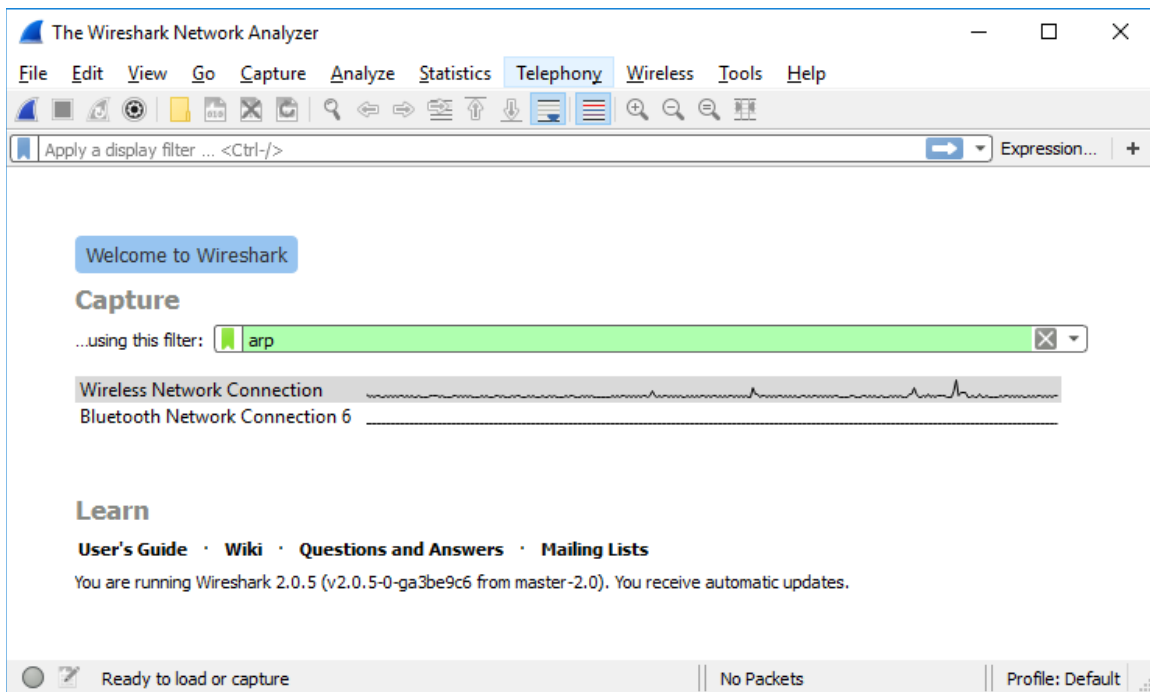 The Wireshark Network Analyzer
File Edit View Go Capture Analyze Statistics Telephony Wireless Tools Help
Apply a display filter ... <Ctrl-/> Expression... +
Welcome to Wireshark
Capture
...using this filter: arp
Wireless Network Connection
Bluetooth Network Connection 6
Learn
User's Guide · Wiki · Questions and Answers · Mailing Lists
You are running Wireshark 2.0.5 (v2.0.5-0-ga3be9c6 from master-2.0). You receive automatic updates.
Ready to load or capture No Packets Profile: Default